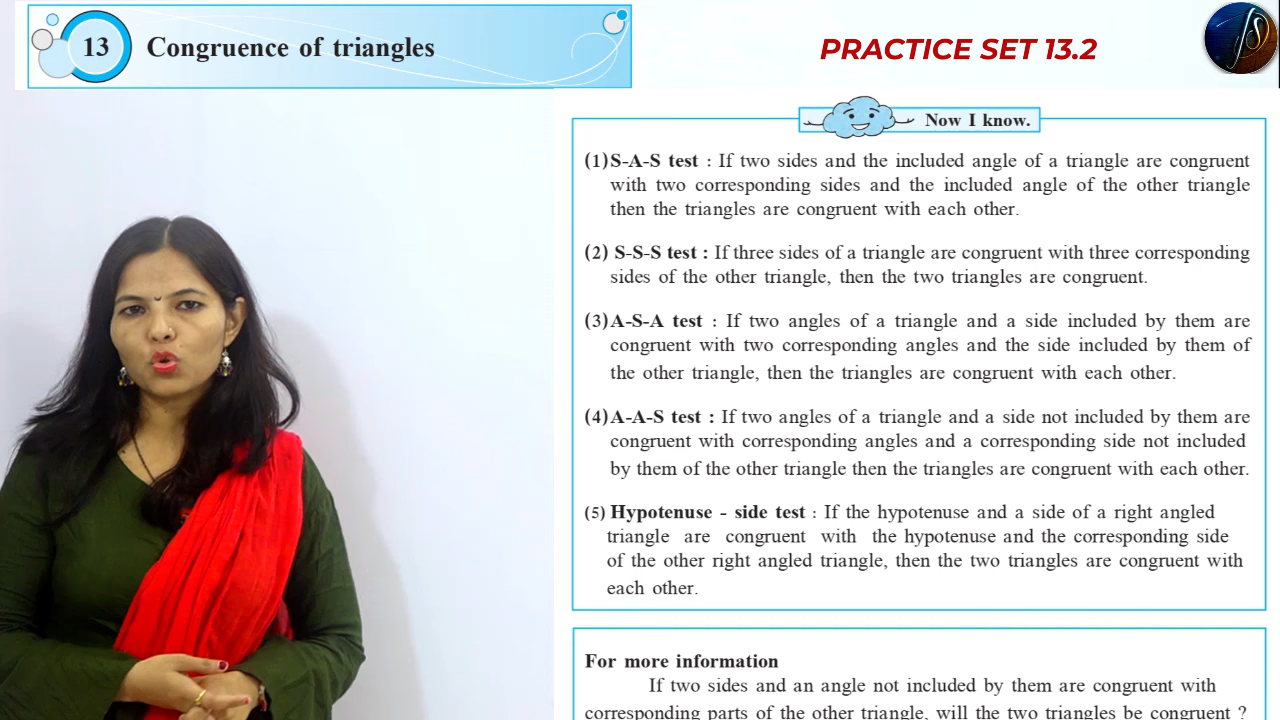 13 Congruence of triangles
PRACTICE SET 13.2
Now I know.
(1) S-A-S test : If two sides and the included angle of a triangle are congruent
with two corresponding sides and the included angle of the other triangle
then the triangles are congruent with each other.
(2) S-S-S test : If three sides of a triangle are congruent with three corresponding
sides of the other triangle, then the two triangles are congruent.
(3) A-S-A test : If two angles of a triangle and a side included by them are
congruent with two corresponding angles and the side included by them of
the other triangle, then the triangles are congruent with each other.
(4) A-A-S test : If two angles of a triangle and a side not included by them are
congruent with corresponding angles and a corresponding side not included
by them of the other triangle then the triangles are congruent with each other.
(5) Hypotenuse - side test : If the hypotenuse and a side of a right angled
triangle are congruent with the hypotenuse and the corresponding side
of the other right angled triangle, then the two triangles are congruent with
each other.
For more information
If two sides and an angle not included by them are congruent with
corresponding parts of the other triangle, will the two triangles be congruent ?